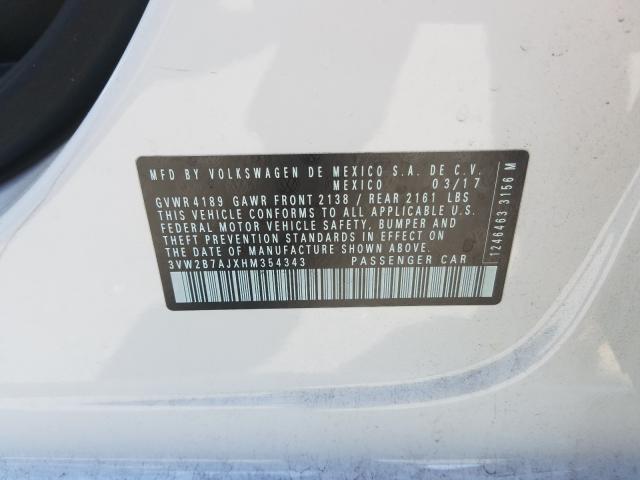 MFD BY VOLKSWAGEN DE MEXICO S.A. DE C.V.
MEXICO 03/17
GVWR 4189 GAWR FRONT 2138 / REAR 2161 LBS
THIS VEHICLE CONFORMS TO ALL APPLICABLE U.S.
FEDERAL MOTOR VEHICLE SAFETY, BUMPER AND
THEFT PREVENTION STANDARDS IN EFFECT ON
THE DATE OF MANUFACTURE SHOWN ABOVE.
3VW2B7AJXHM354343 PASSENGER CAR
1246463 3156 M